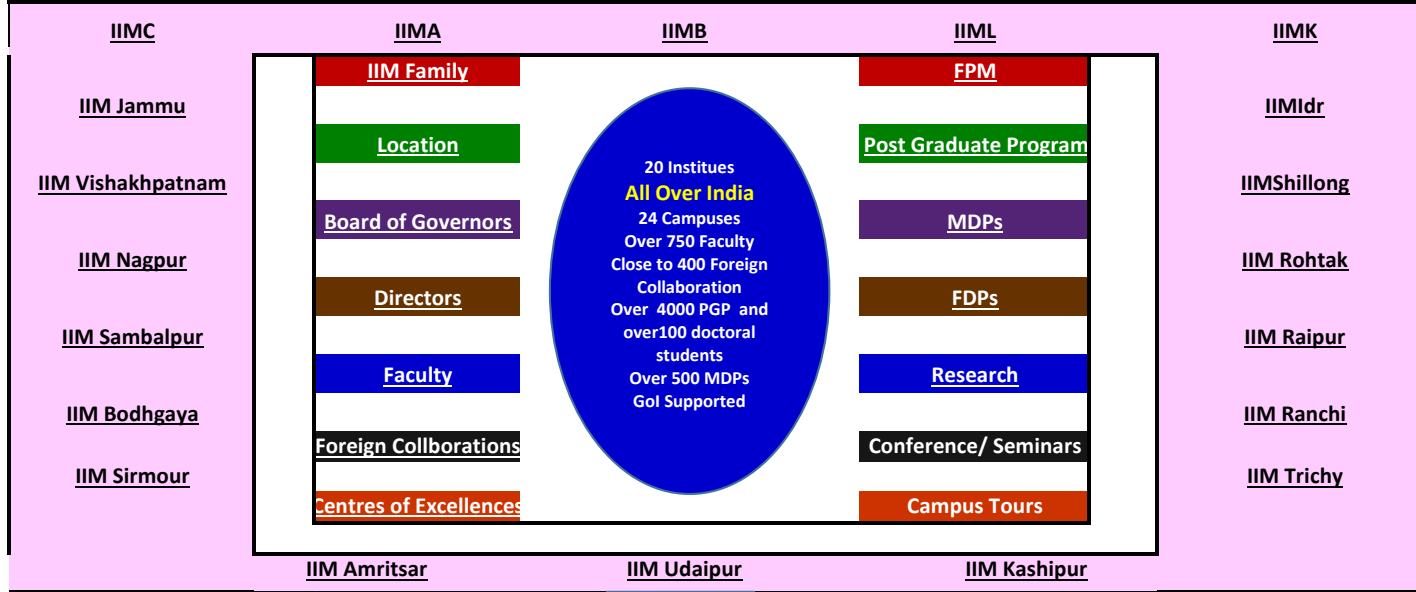 IIMC
IIMA
IIMB
IIML
IIMK
IIM Family
FPM
IIM Jammu
IIMIdr
Location
Post Graduate Program
20 Institues
All Over India
24 Campuses
Over 750 Faculty
Close to 400 Foreign
Collaboration
Over 4000 PGP and
over100 doctoral
students
Over 500 MDPs
GoI Supported
IIM Vishakhpatnam
IIMShillong
Board of Governors
MDPs
IIM Nagpur
IIM Rohtak
Directors
FDPs
IIM Sambalpur
IIM Raipur
Faculty
Research
IIM Bodhgaya
IIM Ranchi
Foreign Collborations
Conference/ Seminars
IIM Sirmour
IIM Trichy
Centres of Excellences
Campus Tours
IIM Amritsar
IIM Udaipur
IIM Kashipur